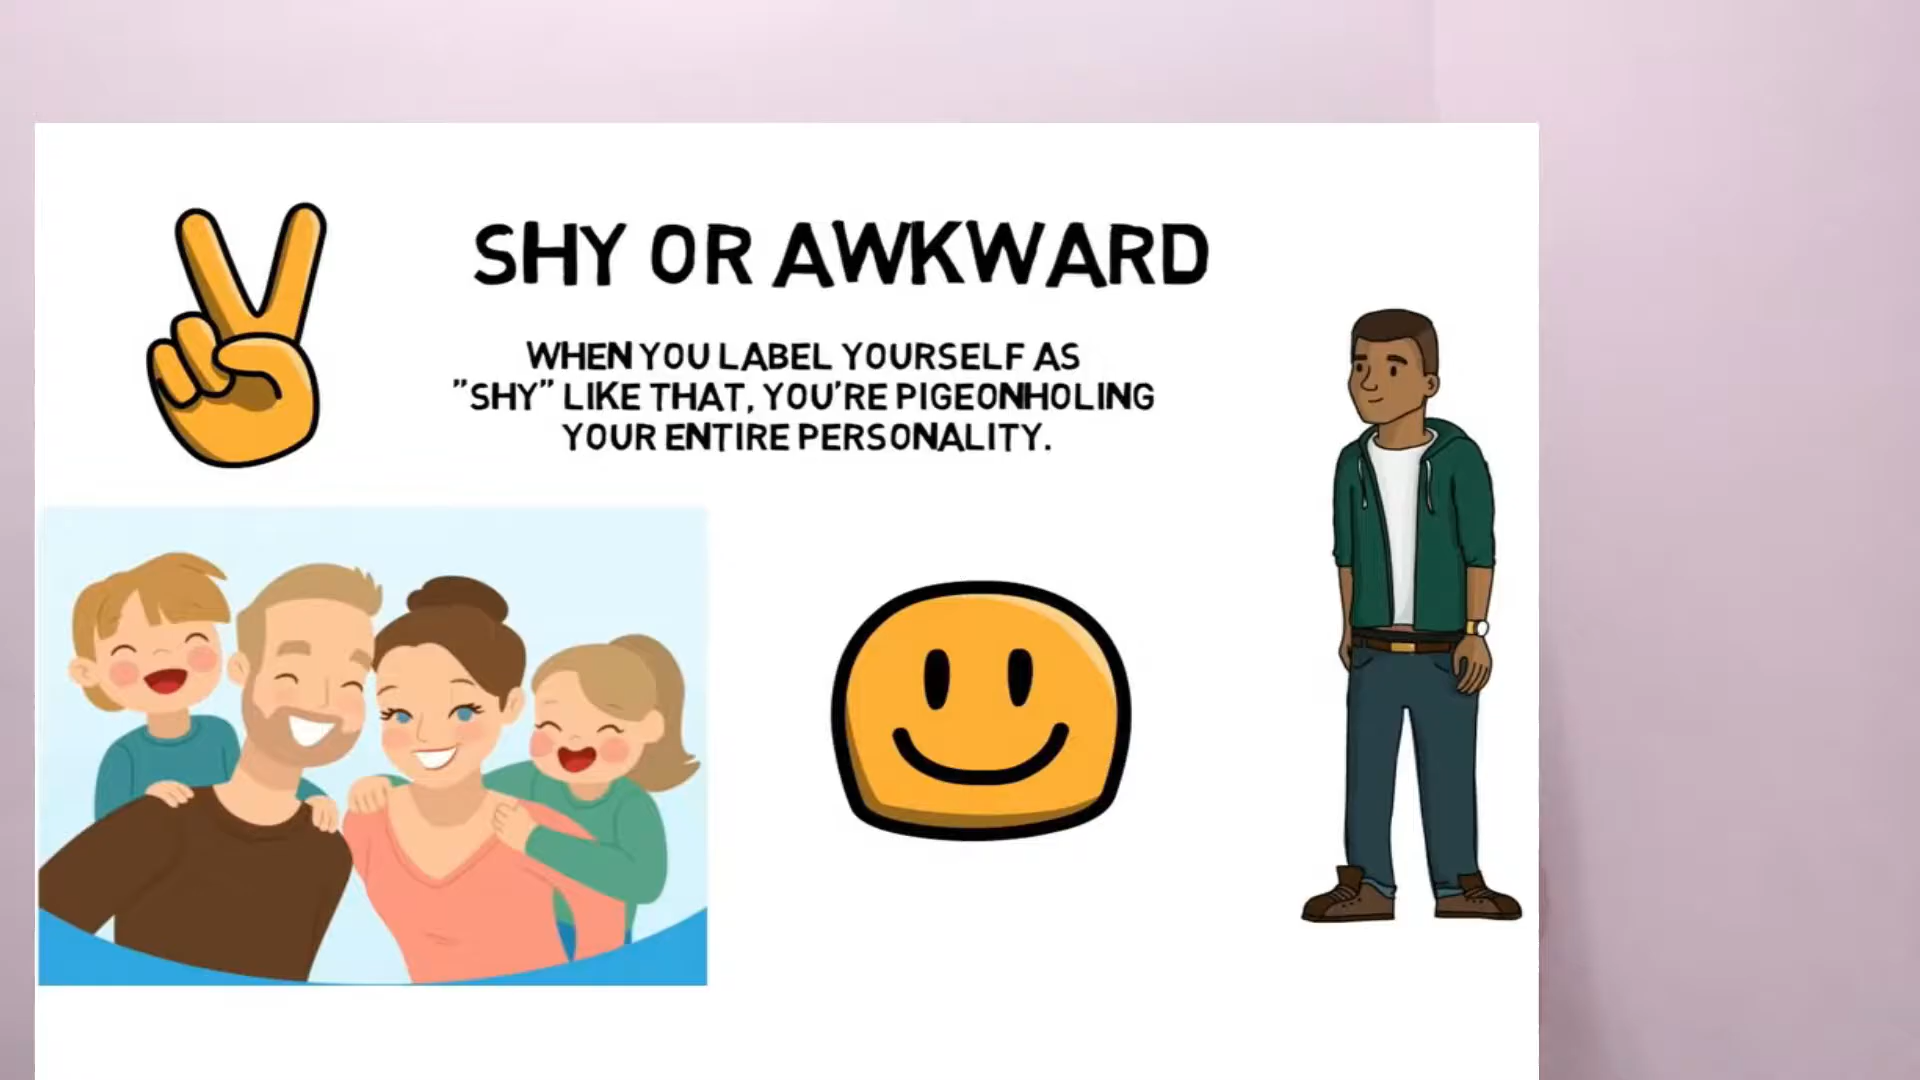 SHY OR AWKWARD
WHEN YOU LABEL YOURSELF AS
"SHY" LIKE THAT, YOU'RE PIGEONHOLING
YOUR ENTIRE PERSONALITY.